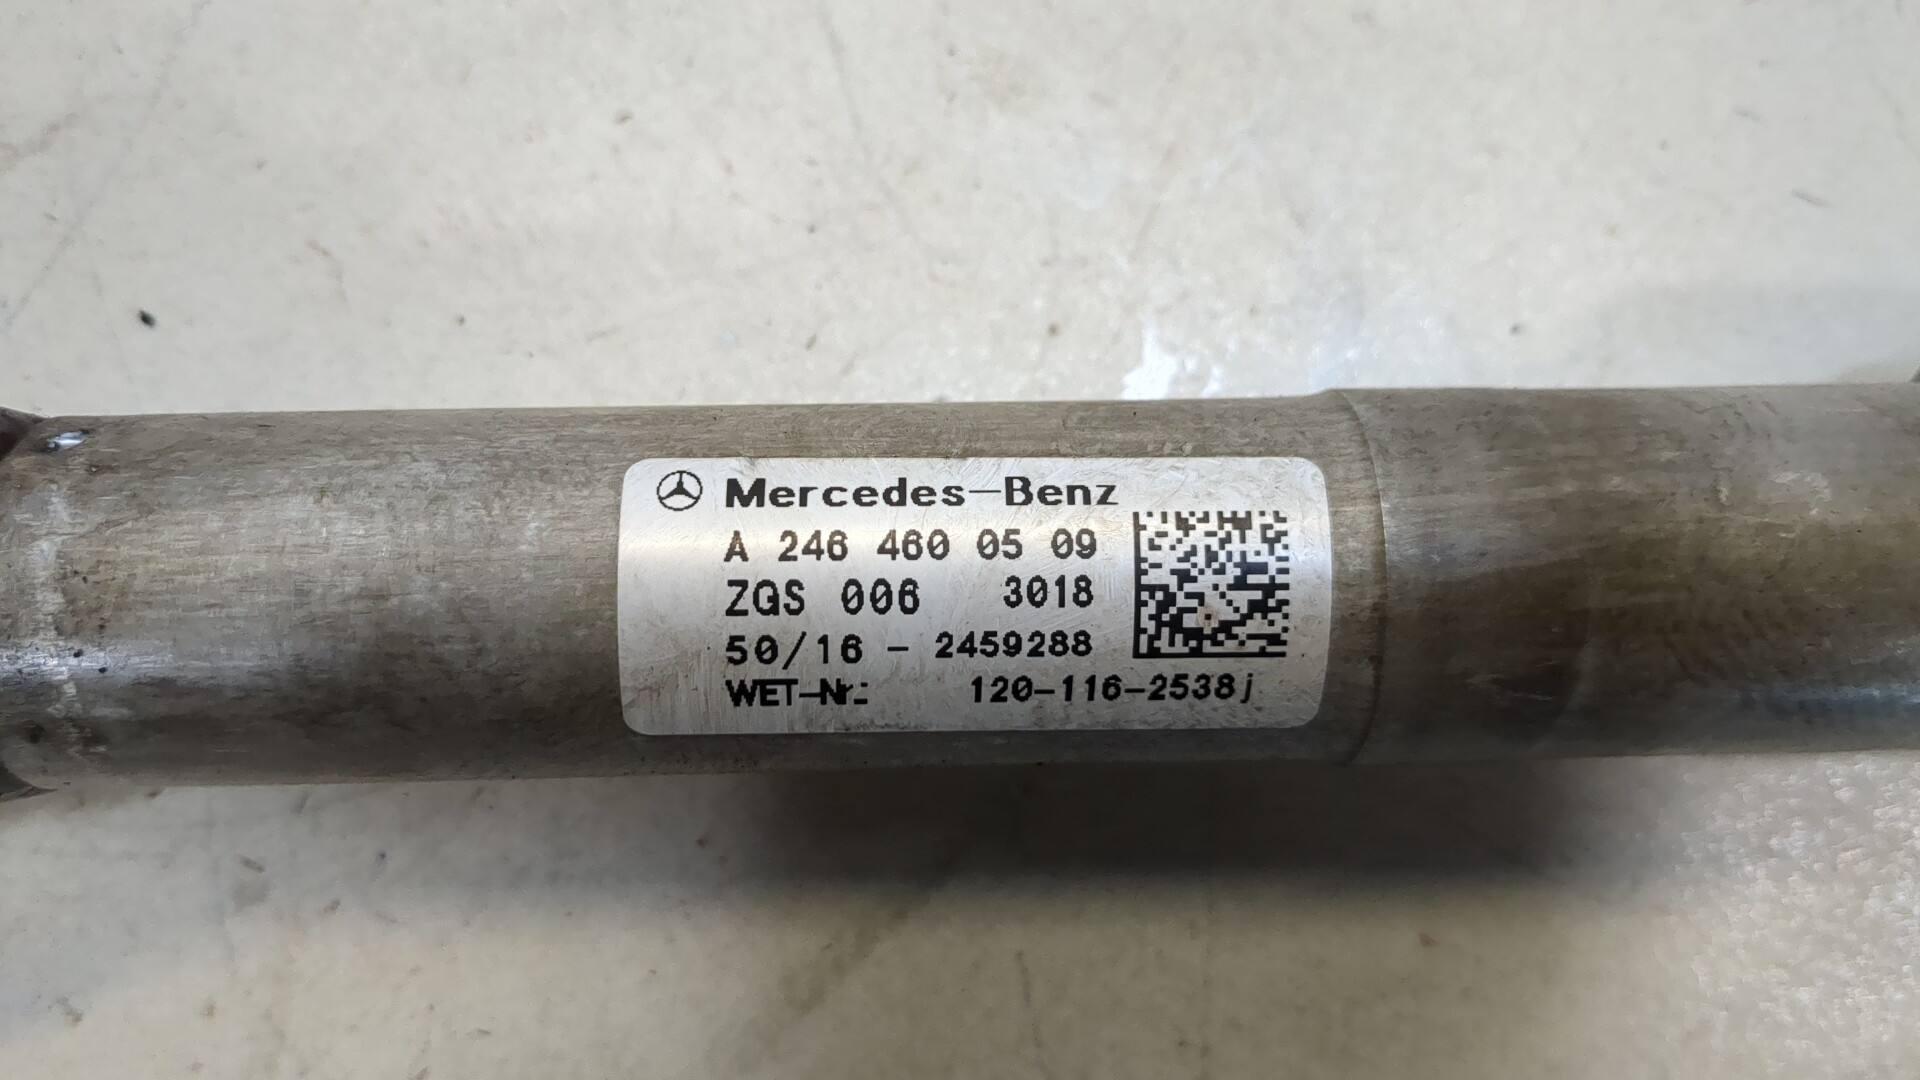 Mercedes-Benz
A 246 460 05 09
ZGS 006 3018
50/16 - 2459288
WET-Nr.: 120-116-2538j